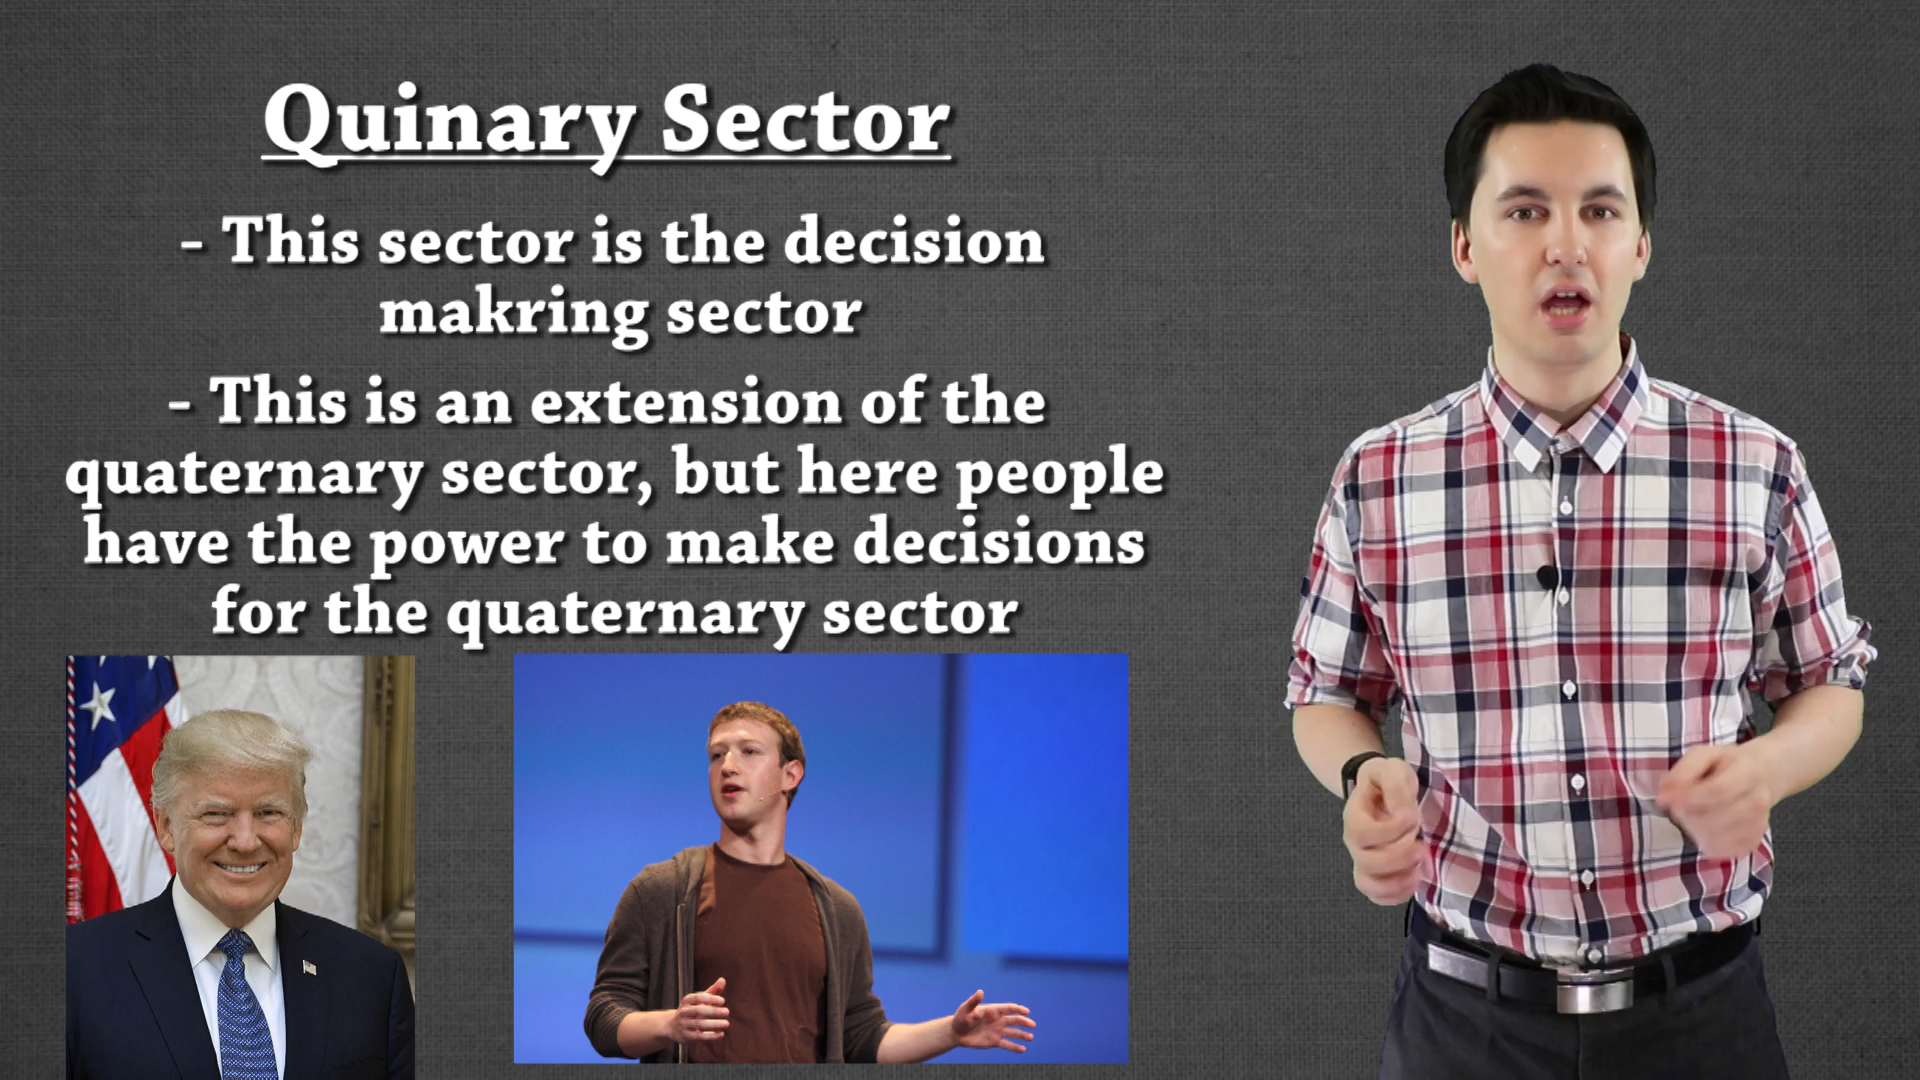 Quinary Sector
- This sector is the decision
makring sector
- This is an extension of the
quaternary sector, but here people
have the power to make decisions
for the quaternary sector